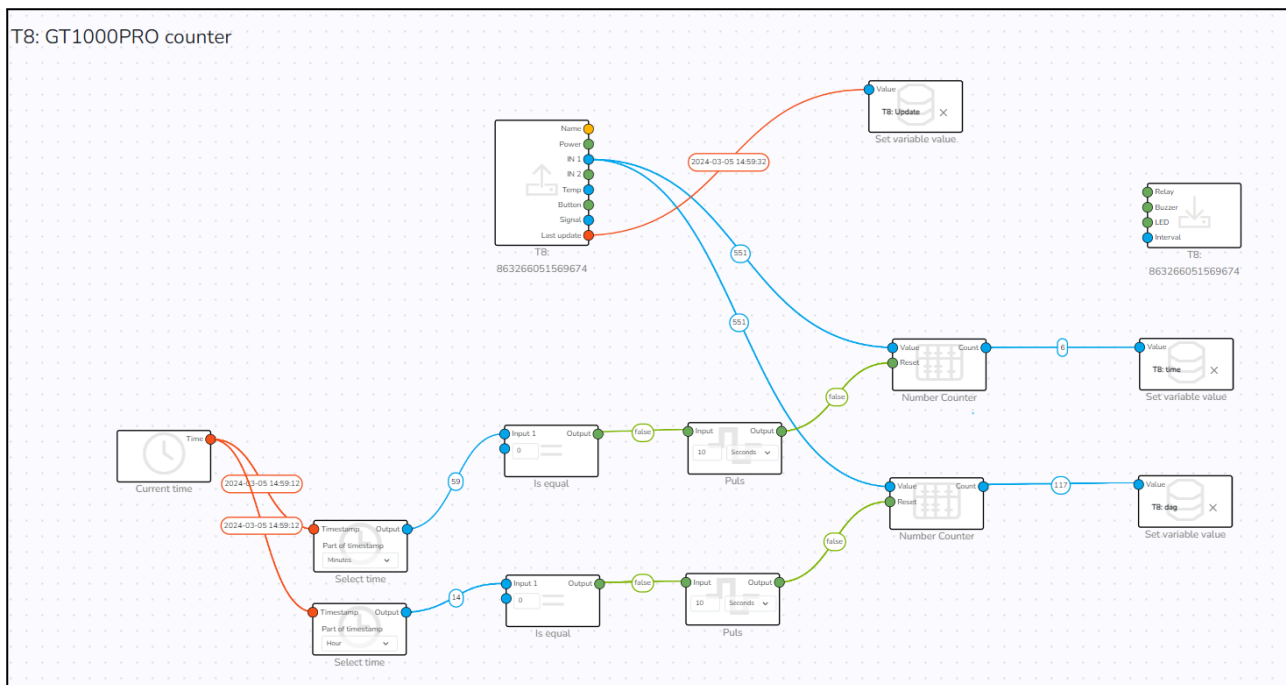 T8: GT1000PRO counter
Value
T8: Update
Set variable value
Name
Power
IN 1
IN 2
Temp
Button
Signal
Last update
T8:
863266051569674
2024-03-05 14:59:32
Relay
Buzzer
LED
Interval
T8:
863266051569674
551
551
Value
Count
Reset
Number Counter
6
Value
T8: time
Set variable value
Time
Current time
2024-03-05 14:59:12
2024-03-05 14:59:12
Timestamp
Output
Part of timestamp
Minutes
Select time
59
Input 1
Output
0
Is equal
false
Input
Output
10
Seconds
Puls
false
Value
Count
Reset
Number Counter
117
Value
T8: dag
Set variable value
Timestamp
Output
Part of timestamp
Hour
Select time
14
Input 1
Output
0
Is equal
false
Input
Output
10
Seconds
Puls
false